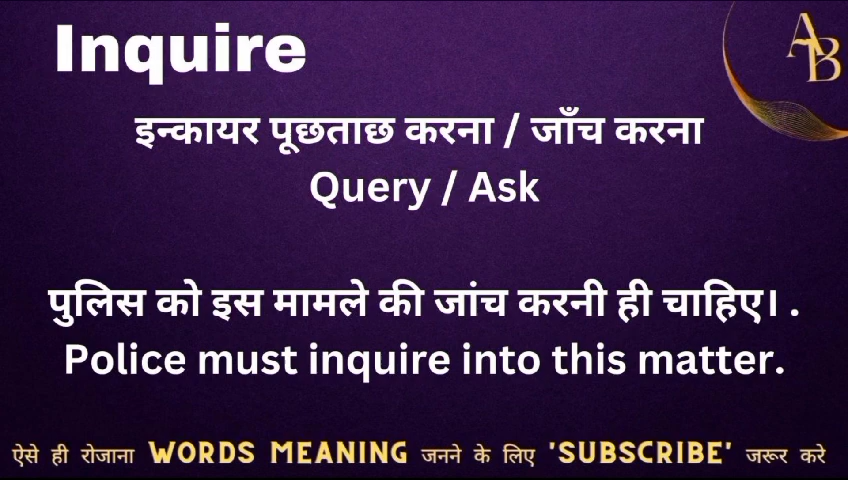 Inquire
AB
इन्कायर पूछताछ करना / जाँच करना
Query / Ask
पुलिस को इस मामले की जांच करनी ही चाहिए। .
Police must inquire into this matter.
ऐसे ही रोजाना WORDS MEANING जनने के लिए 'SUBSCRIBE' जरूर करे